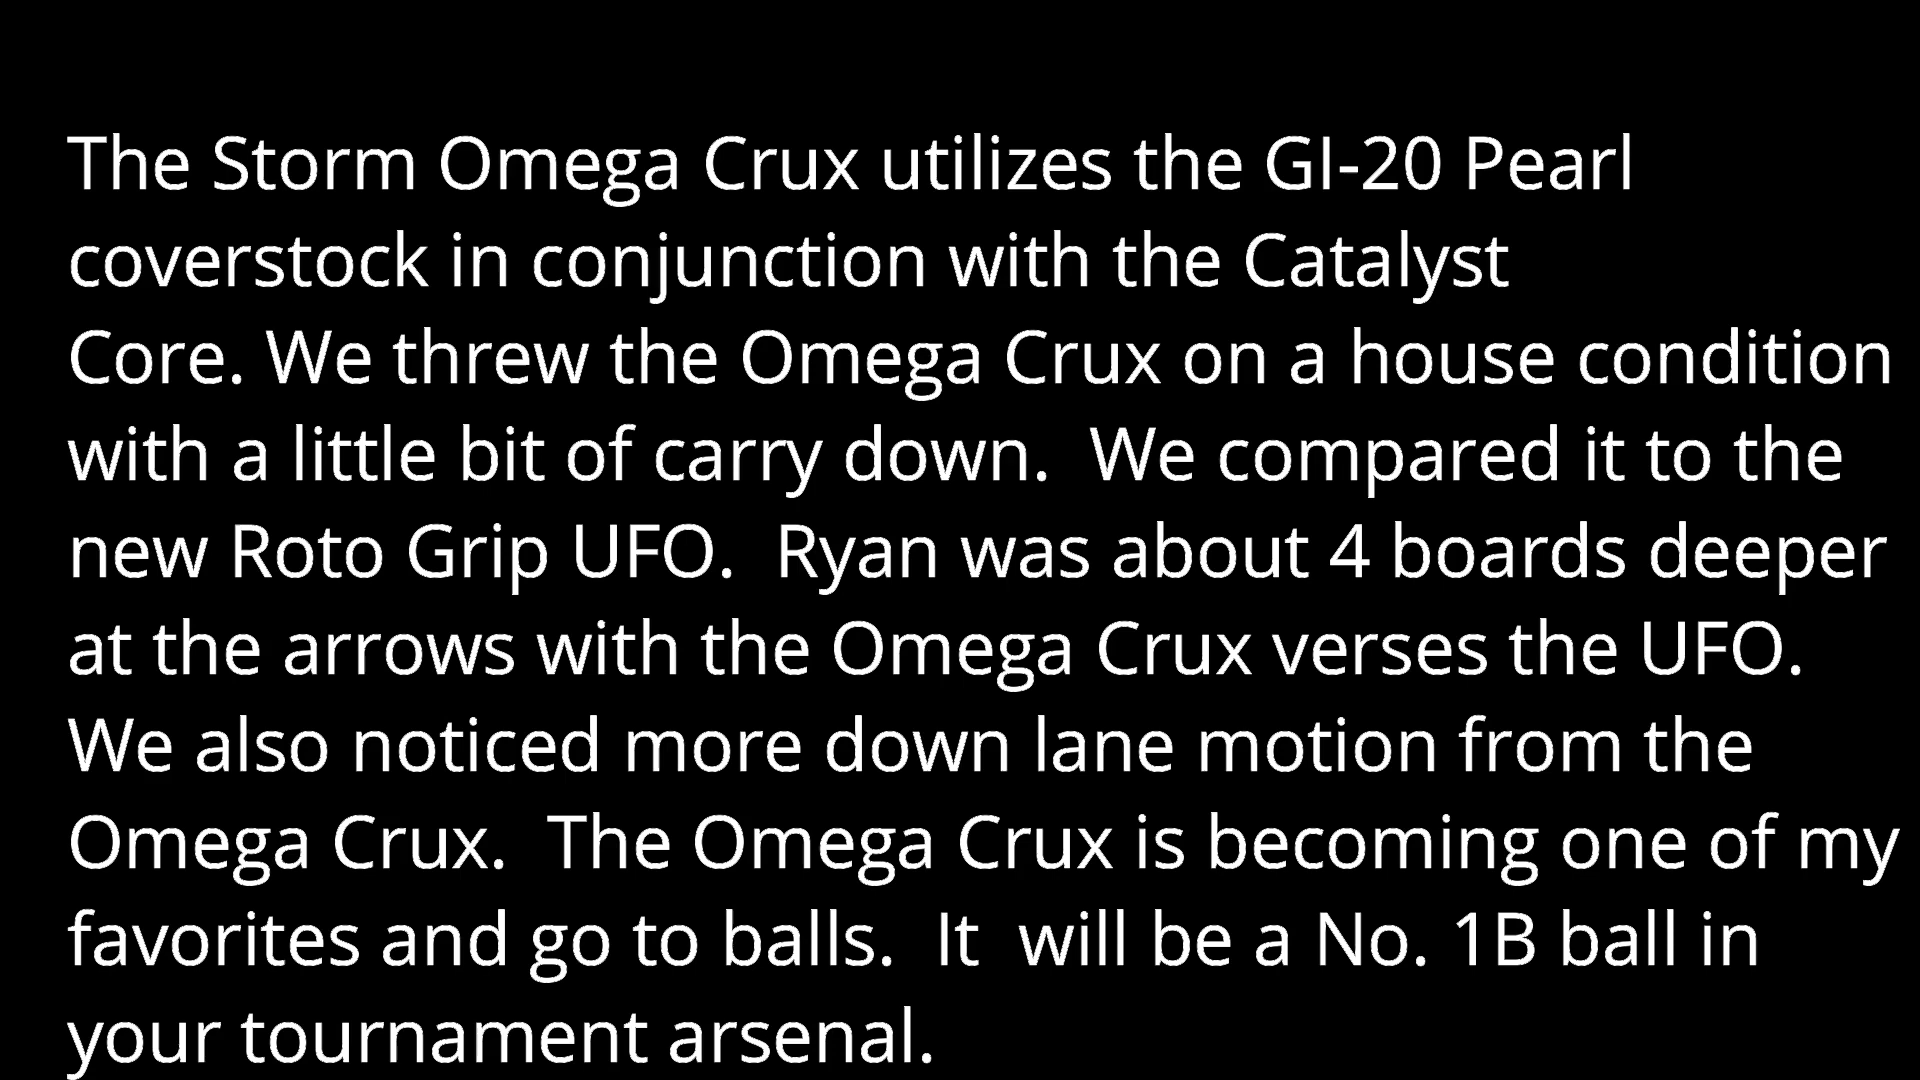 The Storm Omega Crux utilizes the GI-20 Pearl
coverstock in conjunction with the Catalyst
Core. We threw the Omega Crux on a house condition
with a little bit of carry down.  We compared it to the
new Roto Grip UFO.  Ryan was about 4 boards deeper
at the arrows with the Omega Crux verses the UFO.
We also noticed more down lane motion from the
Omega Crux.  The Omega Crux is becoming one of my
favorites and go to balls.  It  will be a No. 1B ball in
your tournament arsenal.